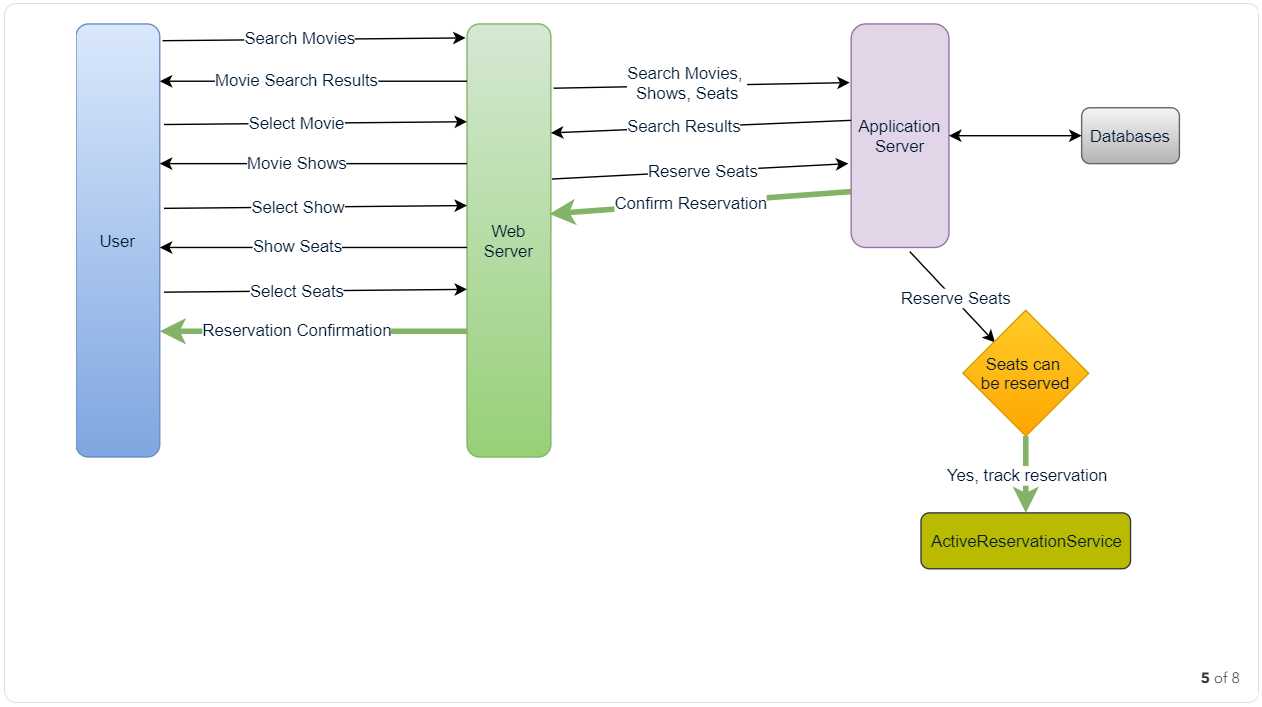 Search Movies
Movie Search Results
Select Movie
Movie Shows
Select Show
Show Seats
Select Seats
Reservation Confirmation
User
Web
Server
Search Movies,
Shows, Seats
Search Results
Reserve Seats
Confirm Reservation
Application
Server
Databases
Reserve Seats
Seats can
be reserved
Yes, track reservation
ActiveReservationService
5 of 8